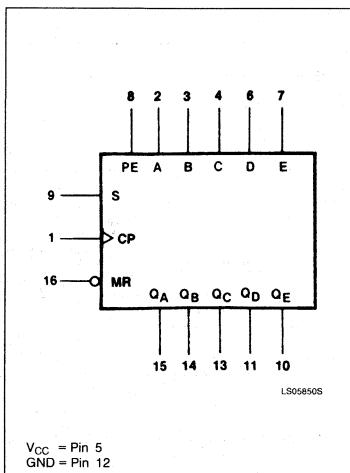 8 2 3 4 6 7
PE A B C D E
9 S
1 CP
16 MR
QA QB QC QD QE
15 14 13 11 10
LS05850S
VCC = Pin 5
GND = Pin 12